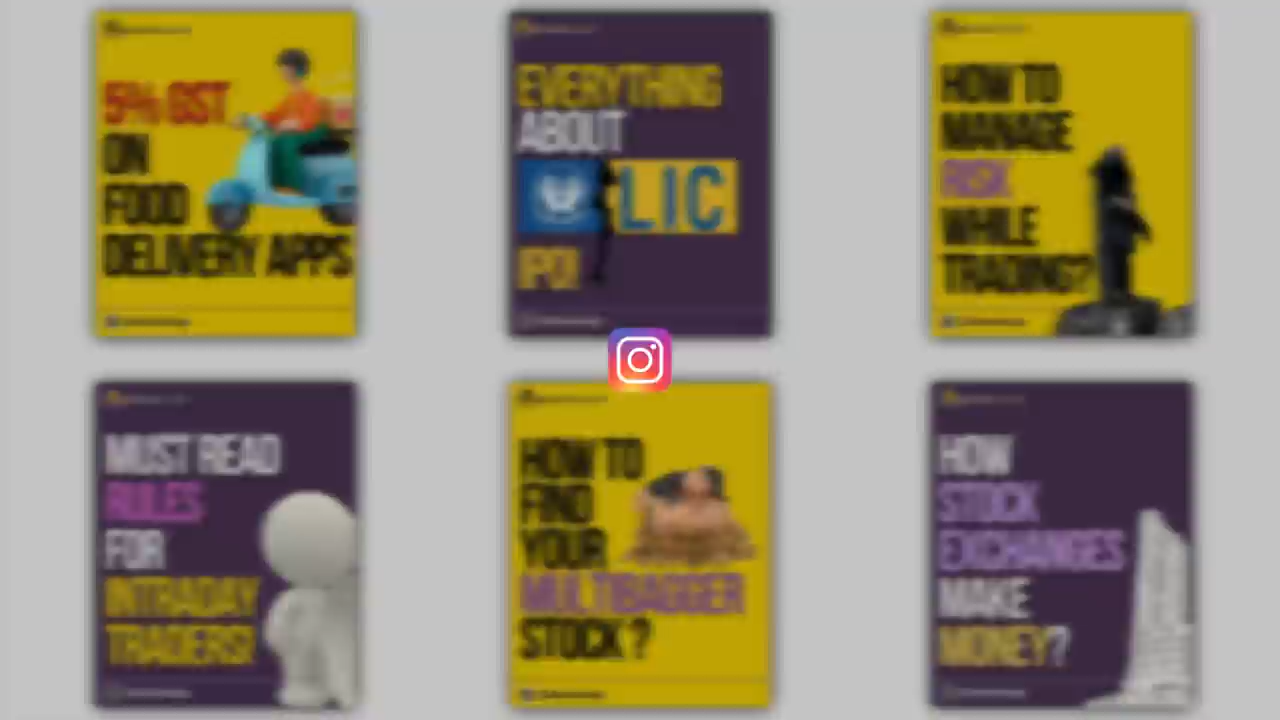 5% GST
ON
FOOD
DELIVERY APPS
EVERYTHING
ABOUT
LIC
IPO!
HOW TO
MANAGE
RISK
WHILE
TRADING?
MUST READ
RULES
FOR
INTRADAY
TRADERS!
HOW TO
FIND
YOUR
MULTIBAGGER
STOCK ?
HOW
STOCK
EXCHANGES
MAKE
MONEY?